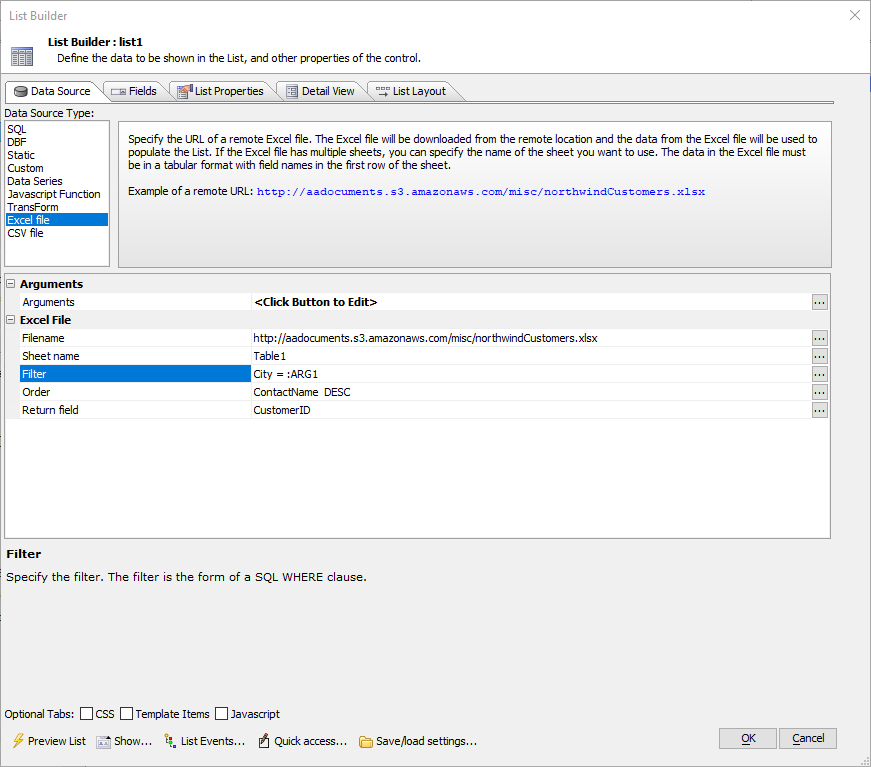 List Builder
List Builder : list1
Define the data to be shown in the List, and other properties of the control.
Data Source Fields List Properties Detail View List Layout
Data Source Type:
SQL
DBF
Static
Custom
Data Series
Javascript Function
TransForm
Excel file
CSV file
Specify the URL of a remote Excel file. The Excel file will be downloaded from the remote location and the data from the Excel file will be used to
populate the List. If the Excel file has multiple sheets, you can specify the name of the sheet you want to use. The data in the Excel file must
be in a tabular format with field names in the first row of the sheet.
Example of a remote URL: http://aadocuments.s3.amazonaws.com/misc/northwindCustomers.xlsx
Arguments
Arguments <Click Button to Edit> ...
Excel File
Filename http://aadocuments.s3.amazonaws.com/misc/northwindCustomers.xlsx ...
Sheet name Table1 ...
Filter City = :ARG1 ...
Order ContactName DESC ...
Return field CustomerID ...
Filter
Specify the filter. The filter is the form of a SQL WHERE clause.
Optional Tabs: CSS Template Items Javascript
Preview List Show... List Events... Quick access... Save/load settings... OK Cancel